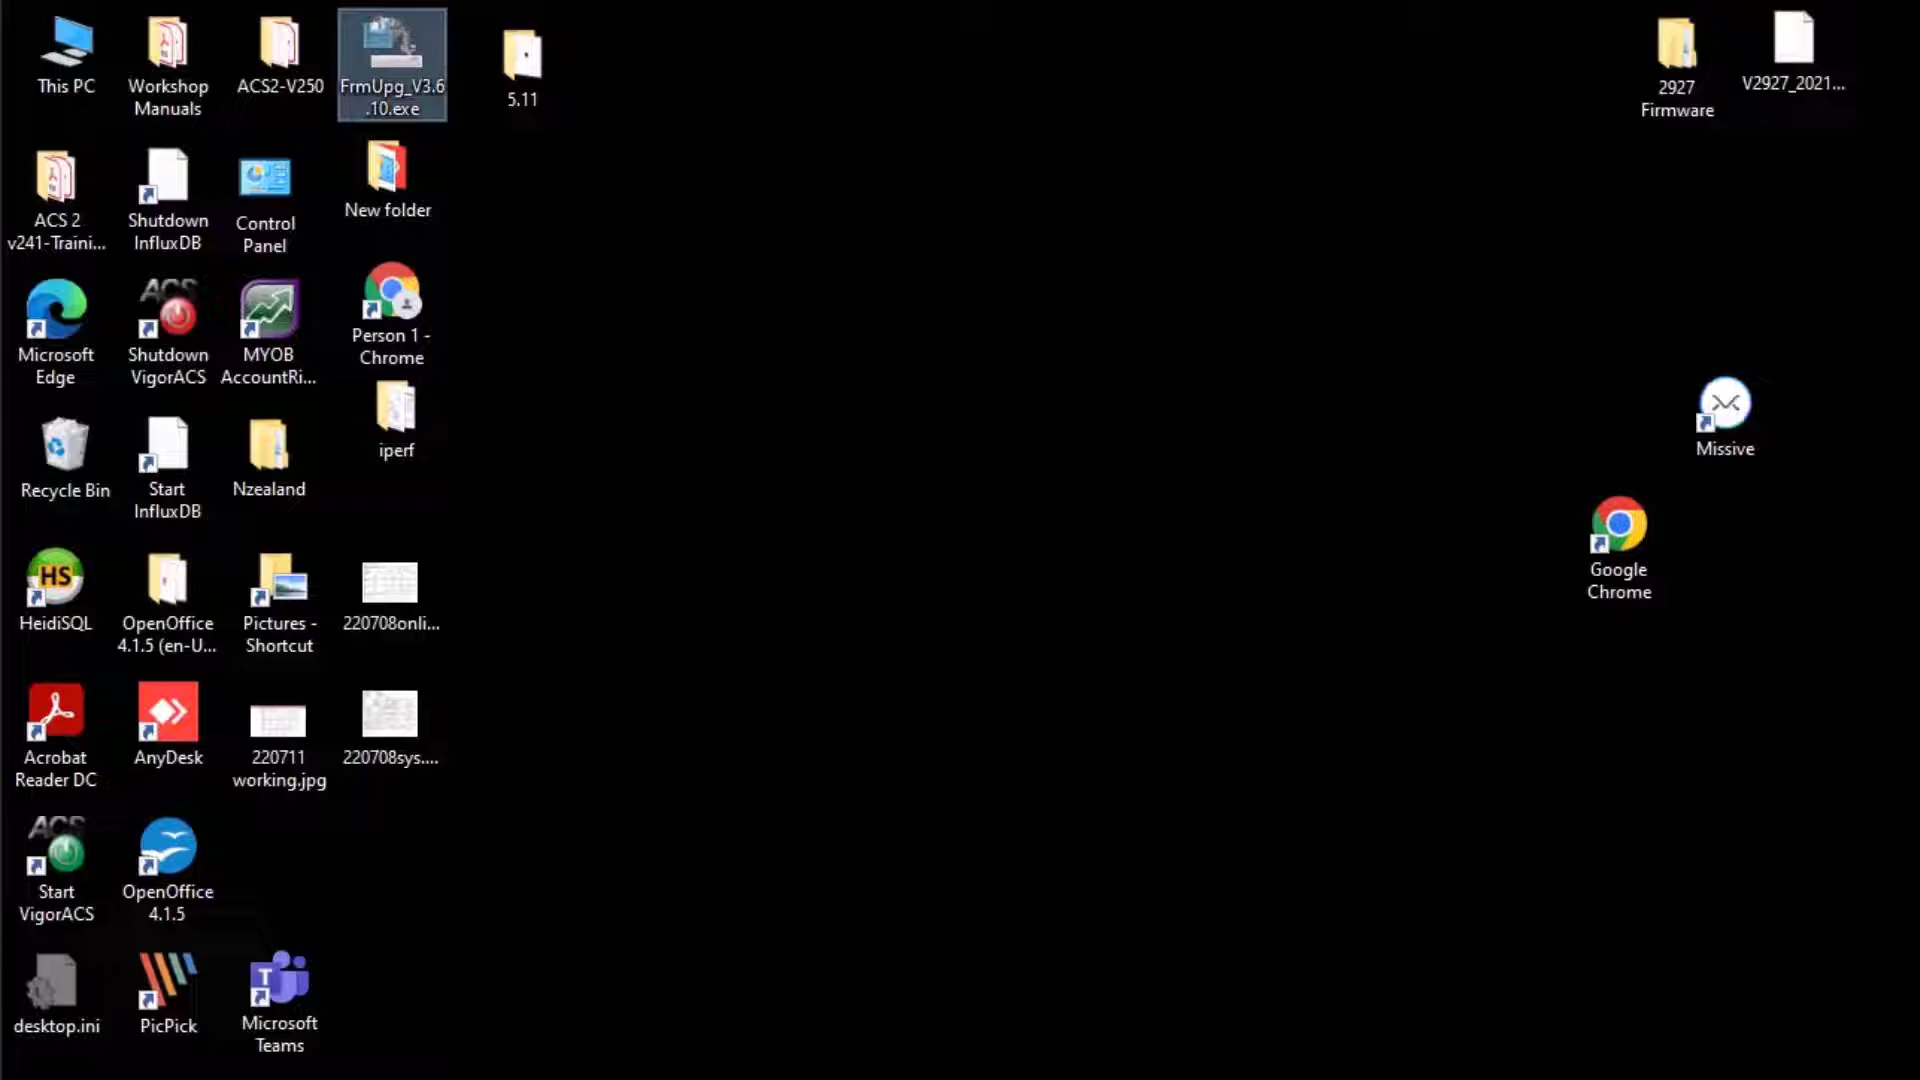 This PC
Workshop
Manuals
ACS2-V250
FrmUpg_V3.6
.10.exe
5.11
2927
Firmware
V2927_2021...
ACS 2
v241-Traini...
Shutdown
InfluxDB
Control
Panel
New folder
Microsoft
Edge
ACS
Shutdown
VigorACS
MYOB
AccountRi...
Person 1 -
Chrome
iperf
Missive
Recycle Bin
Start
InfluxDB
Nzealand
Google
Chrome
HS
HeidiSQL
OpenOffice
4.1.5 (en-U...
Pictures -
Shortcut
220708onli...
Acrobat
Reader DC
AnyDesk
220711
working.jpg
220708sys....
ACS
Start
VigorACS
OpenOffice
4.1.5
desktop.ini
PicPick
T
Microsoft
Teams